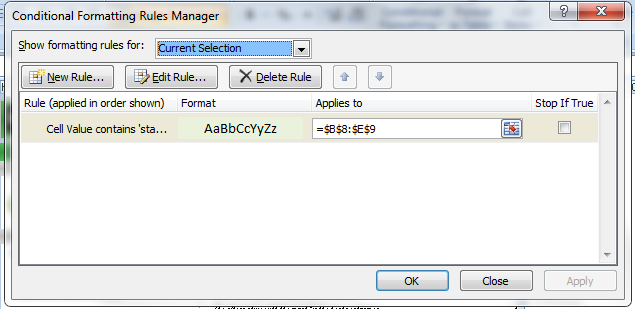 Conditional Formatting Rules Manager
Show formatting rules for: Current Selection
New Rule... Edit Rule... Delete Rule
Rule (applied in order shown) Format Applies to Stop If True
Cell Value contains 'sta... AaBbCcYyZz =$B$8:$E$9
OK Close Apply